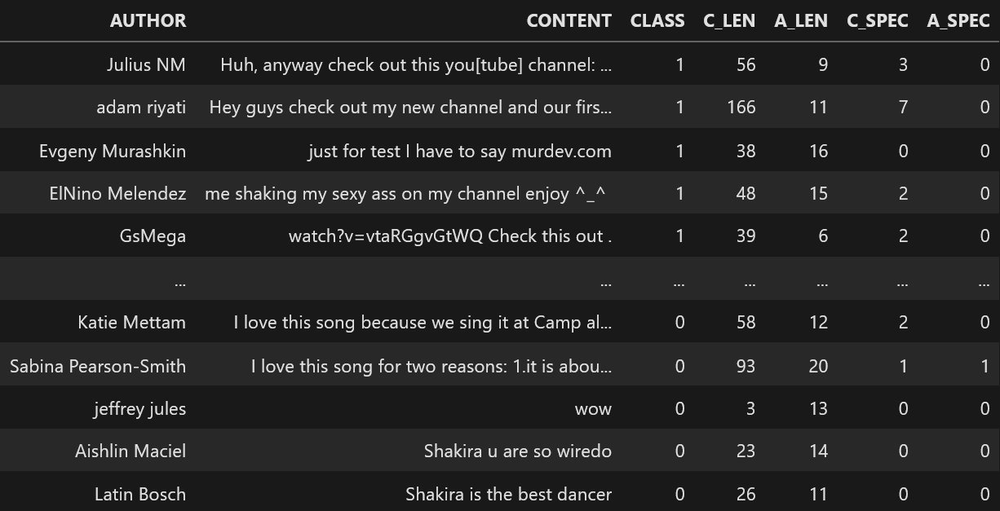 AUTHOR CONTENT CLASS C_LEN A_LEN C_SPEC A_SPEC
Julius NM Huh, anyway check out this you[tube] channel: ... 1 56 9 3 0
adam riyati Hey guys check out my new channel and our firs... 1 166 11 7 0
Evgeny Murashkin just for test I have to say murdev.com 1 38 16 0 0
ElNino Melendez me shaking my sexy ass on my channel enjoy ^_^ 1 48 15 2 0
GsMega watch?v=vtaRGgvGtWQ Check this out . 1 39 6 2 0
... ... ... ... ... ... ...
Katie Mettam I love this song because we sing it at Camp al... 0 58 12 2 0
Sabina Pearson-Smith I love this song for two reasons: 1.it is abou... 0 93 20 1 1
jeffrey jules wow 0 3 13 0 0
Aishlin Maciel Shakira u are so wiredo 0 23 14 0 0
Latin Bosch Shakira is the best dancer 0 26 11 0 0